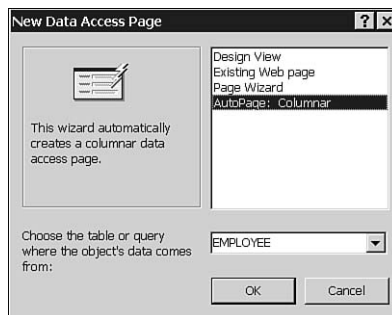 New Data Access Page
Design View
Existing Web page
Page Wizard
AutoPage: Columnar
This wizard automatically
creates a columnar data
access page.
Choose the table or query
where the object's data comes
from:
EMPLOYEE
OK
Cancel